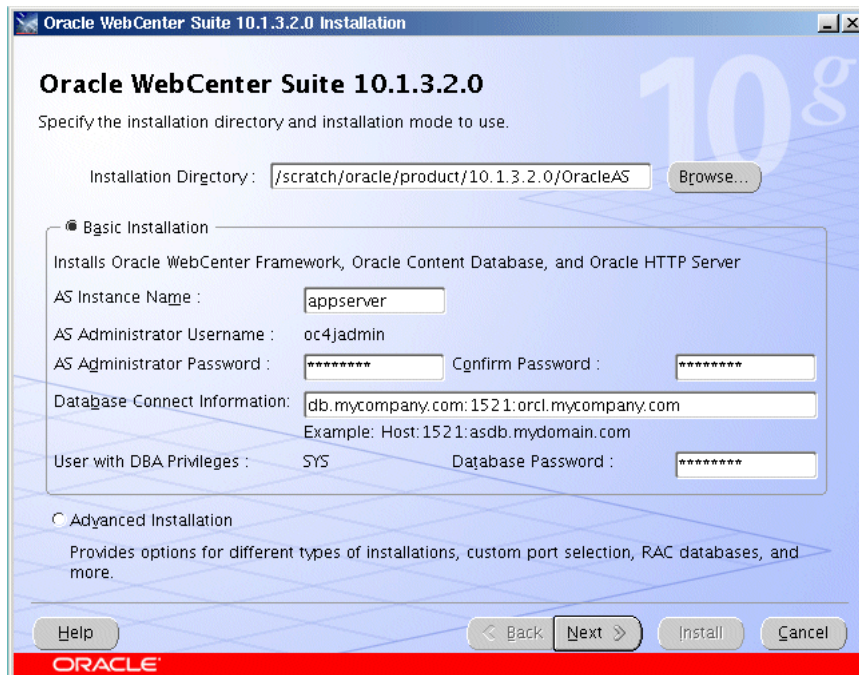 Oracle WebCenter Suite 10.1.3.2.0 Installation
10g
Oracle WebCenter Suite 10.1.3.2.0
Specify the installation directory and installation mode to use.
Installation Directory : /scratch/oracle/product/10.1.3.2.0/OracleAS Browse...
Basic Installation
Installs Oracle WebCenter Framework, Oracle Content Database, and Oracle HTTP Server
AS Instance Name : appserver
AS Administrator Username : oc4jadmin
AS Administrator Password : ******** Confirm Password : ********
Database Connect Information: db.mycompany.com:1521:orcl.mycompany.com
Example: Host:1521:asdb.mydomain.com
User with DBA Privileges : SYS Database Password : ********
Advanced Installation
Provides options for different types of installations, custom port selection, RAC databases, and
more.
Help Back Next Install Cancel
ORACLE